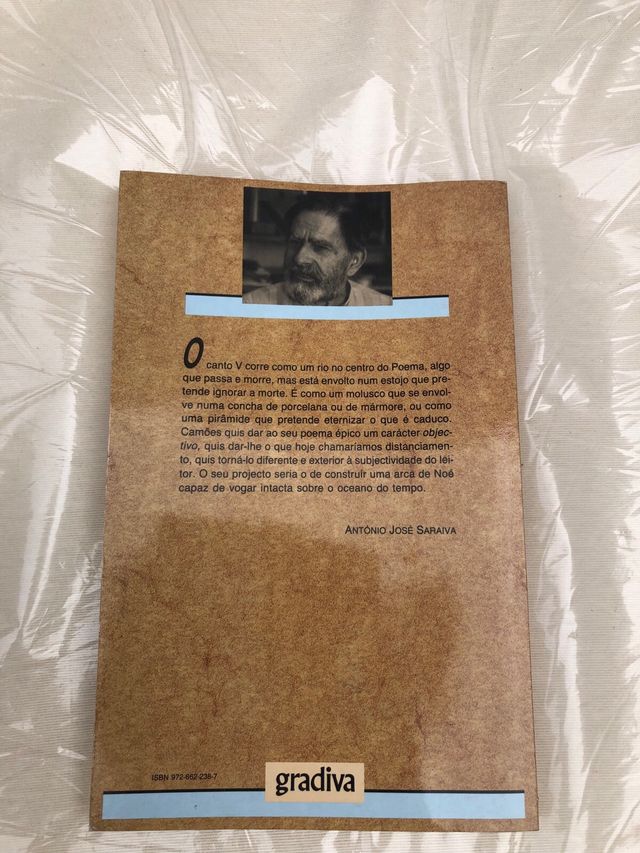 O canto V corre como um rio no centro do Poema, algo
que passa e morre, mas está envolto num estojo que pre-
tende ignorar a morte. É como um molusco que se envol-
ve numa concha de porcelana ou de mármore, ou como
uma pirâmide que pretende eternizar o que é caduco.
Camões quis dar ao seu poema épico um carácter objec-
tivo, quis dar-lhe o que hoje chamaríamos distanciamen-
to, quis torná-lo diferente e exterior à subjectividade do lei-
tor. O seu projecto seria o de construir uma arca de Noé
capaz de vogar intacta sobre o oceano do tempo.
ANTÓNIO JOSÉ SARAIVA
ISBN 972-662-238-7
gradiva